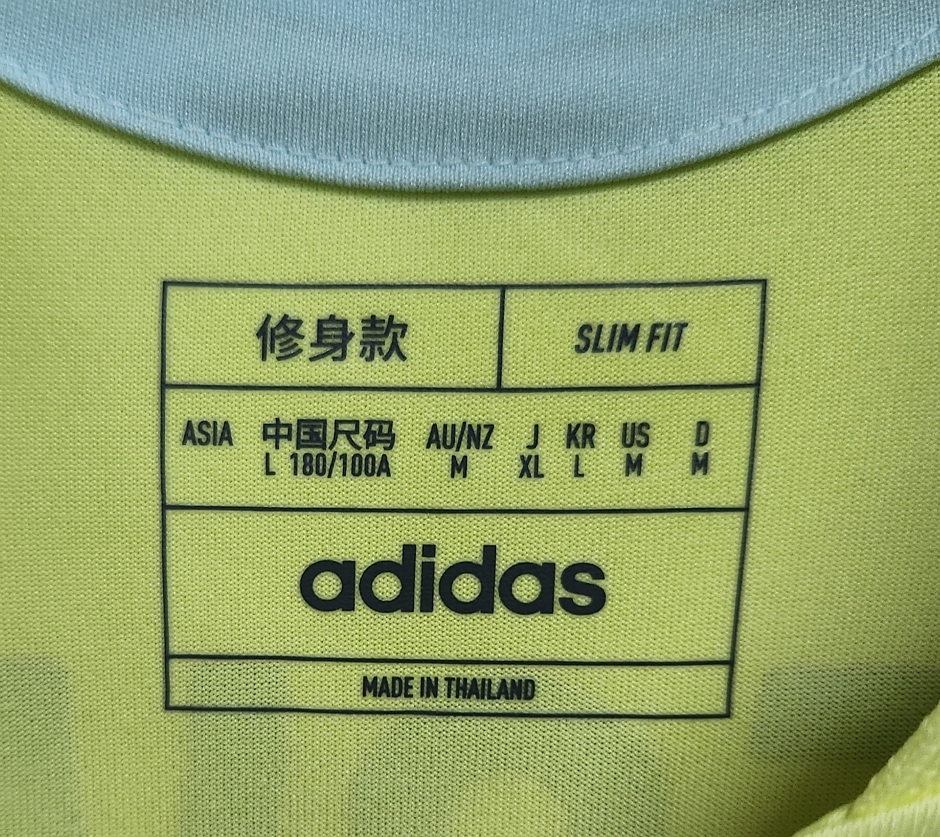 修身款 SLIM FIT
ASIA 中国尺码 AU/NZ J KR US D
L 180/100A M XL L M M
adidas
MADE IN THAILAND